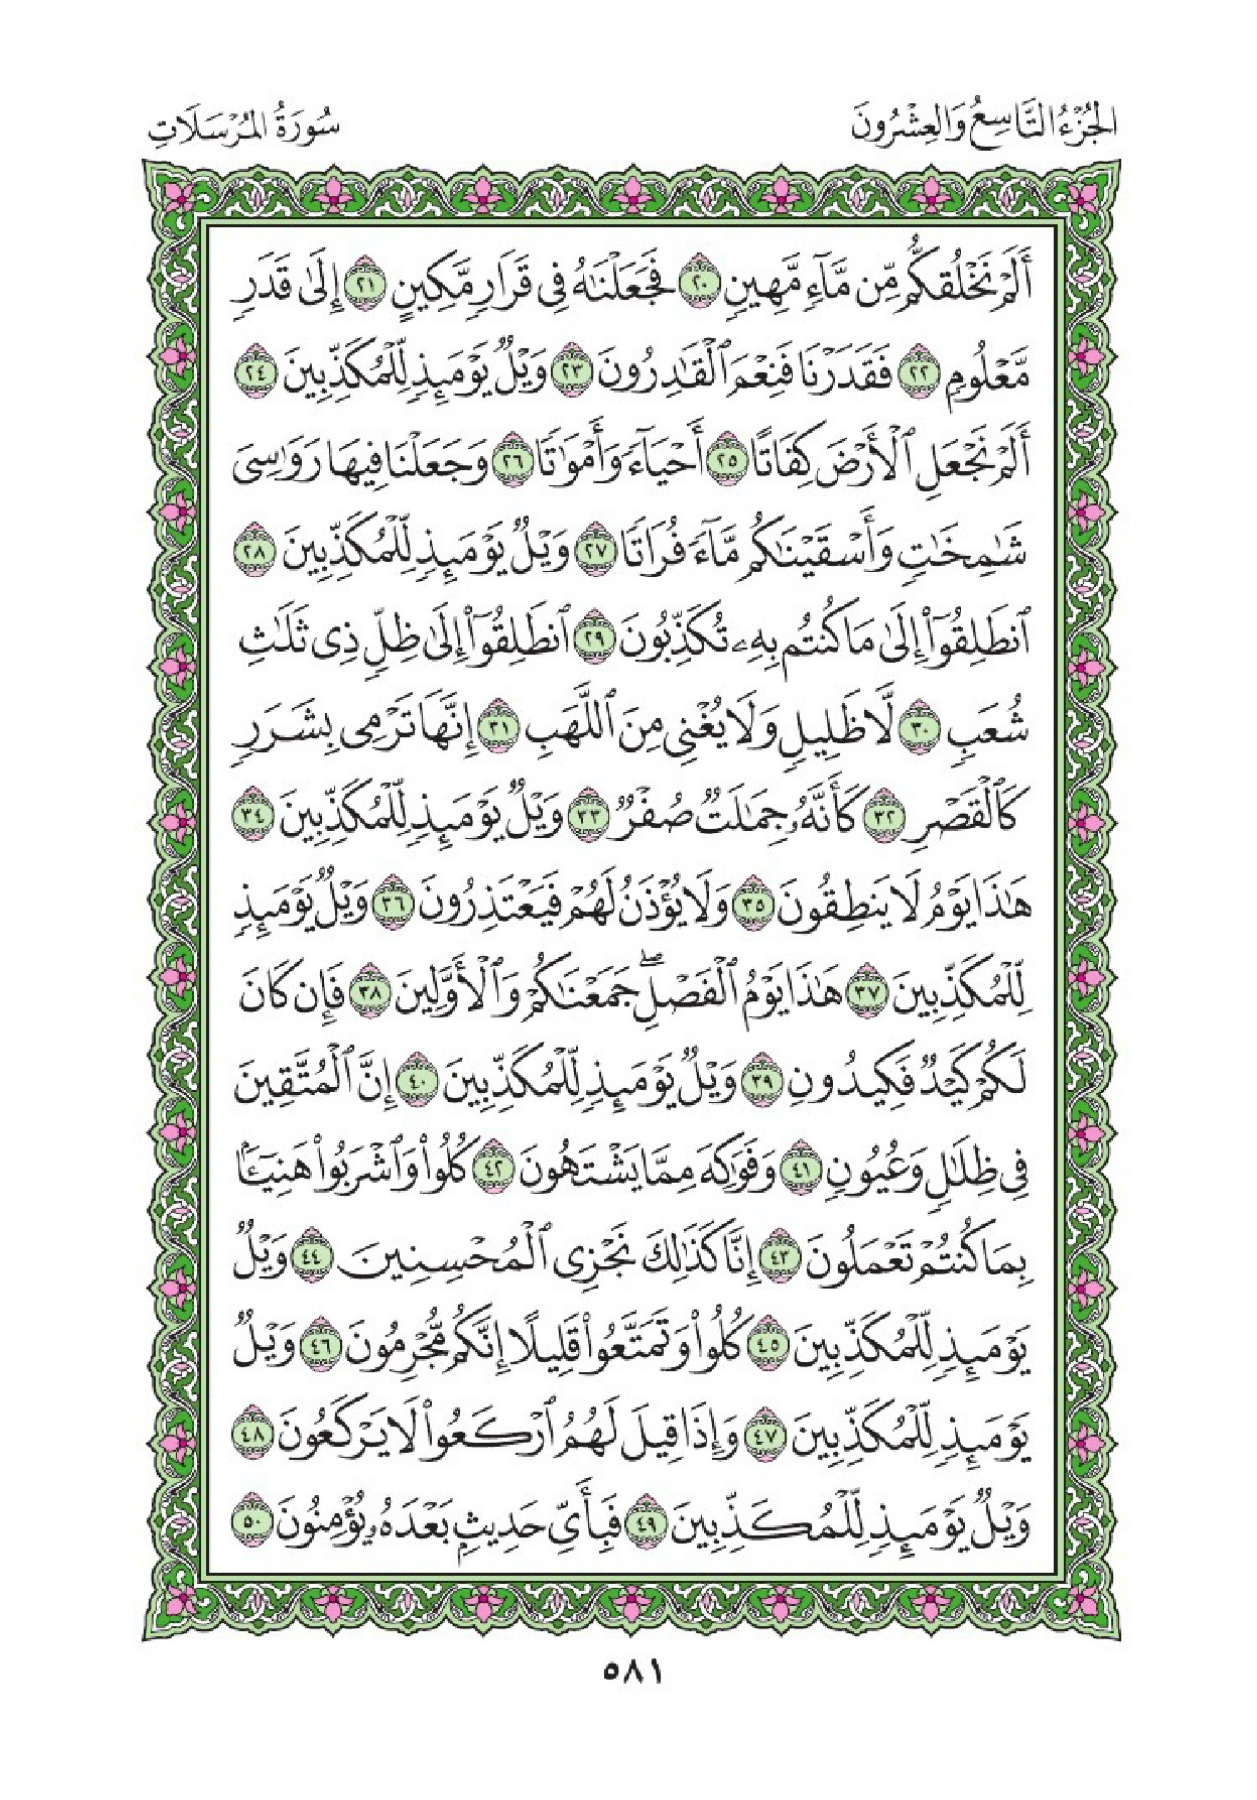 الجُزْءُ التَّاسِعُ وَالعِشْرُونَ
سُورَةُ المُرْسَلَاتِ
أَلَمْ نَخْلُقكُّم مِّن مَّآءٍ مَّهِينٍ ٢٠ فَجَعَلْنَٰهُ فِى قَرَارٍ مَّكِينٍ ٢١ إِلَىٰ قَدَرٍ
مَّعْلُومٍ ٢٢ فَقَدَرْنَا فَنِعْمَ ٱلْقَٰدِرُونَ ٢٣ وَيْلٌ يَوْمَئِذٍ لِّلْمُكَذِّبِينَ ٢٤
أَلَمْ نَجْعَلِ ٱلْأَرْضَ كِفَاتًا ٢٥ أَحْيَآءً وَأَمْوَٰتًا ٢٦ وَجَعَلْنَا فِيهَا رَوَٰسِىَ
شَٰمِخَٰتٍ وَأَسْقَيْنَٰكُم مَّآءً فُرَاتًا ٢٧ وَيْلٌ يَوْمَئِذٍ لِّلْمُكَذِّبِينَ ٢٨
ٱنطَلِقُوٓا۟ إِلَىٰ مَا كُنتُم بِهِۦ تُكَذِّبُونَ ٢٩ ٱنطَلِقُوٓا۟ إِلَىٰ ظِلٍّ ذِى ثَلَٰثِ
شُعَبٍ ٣٠ لَّا ظَلِيلٍ وَلَا يُغْنِى مِنَ ٱللَّهَبِ ٣١ إِنَّهَا تَرْمِى بِشَرَرٍ
كَٱلْقَصْرِ ٣٢ كَأَنَّهُۥ جِمَٰلَتٌ صُفْرٌ ٣٣ وَيْلٌ يَوْمَئِذٍ لِّلْمُكَذِّبِينَ ٣٤
هَٰذَا يَوْمُ لَا يَنطِقُونَ ٣٥ وَلَا يُؤْذَنُ لَهُمْ فَيَعْتَذِرُونَ ٣٦ وَيْلٌ يَوْمَئِذٍ
لِّلْمُكَذِّبِينَ ٣٧ هَٰذَا يَوْمُ ٱلْفَصْلِ ۖ جَمَعْنَٰكُمْ وَٱلْأَوَّلِينَ ٣٨ فَإِن كَانَ
لَكُمْ كَيْدٌ فَكِيدُونِ ٣٩ وَيْلٌ يَوْمَئِذٍ لِّلْمُكَذِّبِينَ ٤٠ إِنَّ ٱلْمُتَّقِينَ
فِى ظِلَٰلٍ وَعُيُونٍ ٤١ وَفَوَٰكِهَ مِمَّا يَشْتَهُونَ ٤٢ كُلُوا۟ وَٱشْرَبُوا۟ هَنِيٓـًٔۢا
بِمَا كُنتُمْ تَعْمَلُونَ ٤٣ إِنَّا كَذَٰلِكَ نَجْزِى ٱلْمُحْسِنِينَ ٤٤ وَيْلٌ
يَوْمَئِذٍ لِّلْمُكَذِّبِينَ ٤٥ كُلُوا۟ وَتَمَتَّعُوا۟ قَلِيلًا إِنَّكُم مُّجْرِمُونَ ٤٦ وَيْلٌ
يَوْمَئِذٍ لِّلْمُكَذِّبِينَ ٤٧ وَإِذَا قِيلَ لَهُمُ ٱرْكَعُوا۟ لَا يَرْكَعُونَ ٤٨
وَيْلٌ يَوْمَئِذٍ لِّلْمُكَذِّبِينَ ٤٩ فَبِأَىِّ حَدِيثٍۭ بَعْدَهُۥ يُؤْمِنُونَ ٥٠
٥٨١